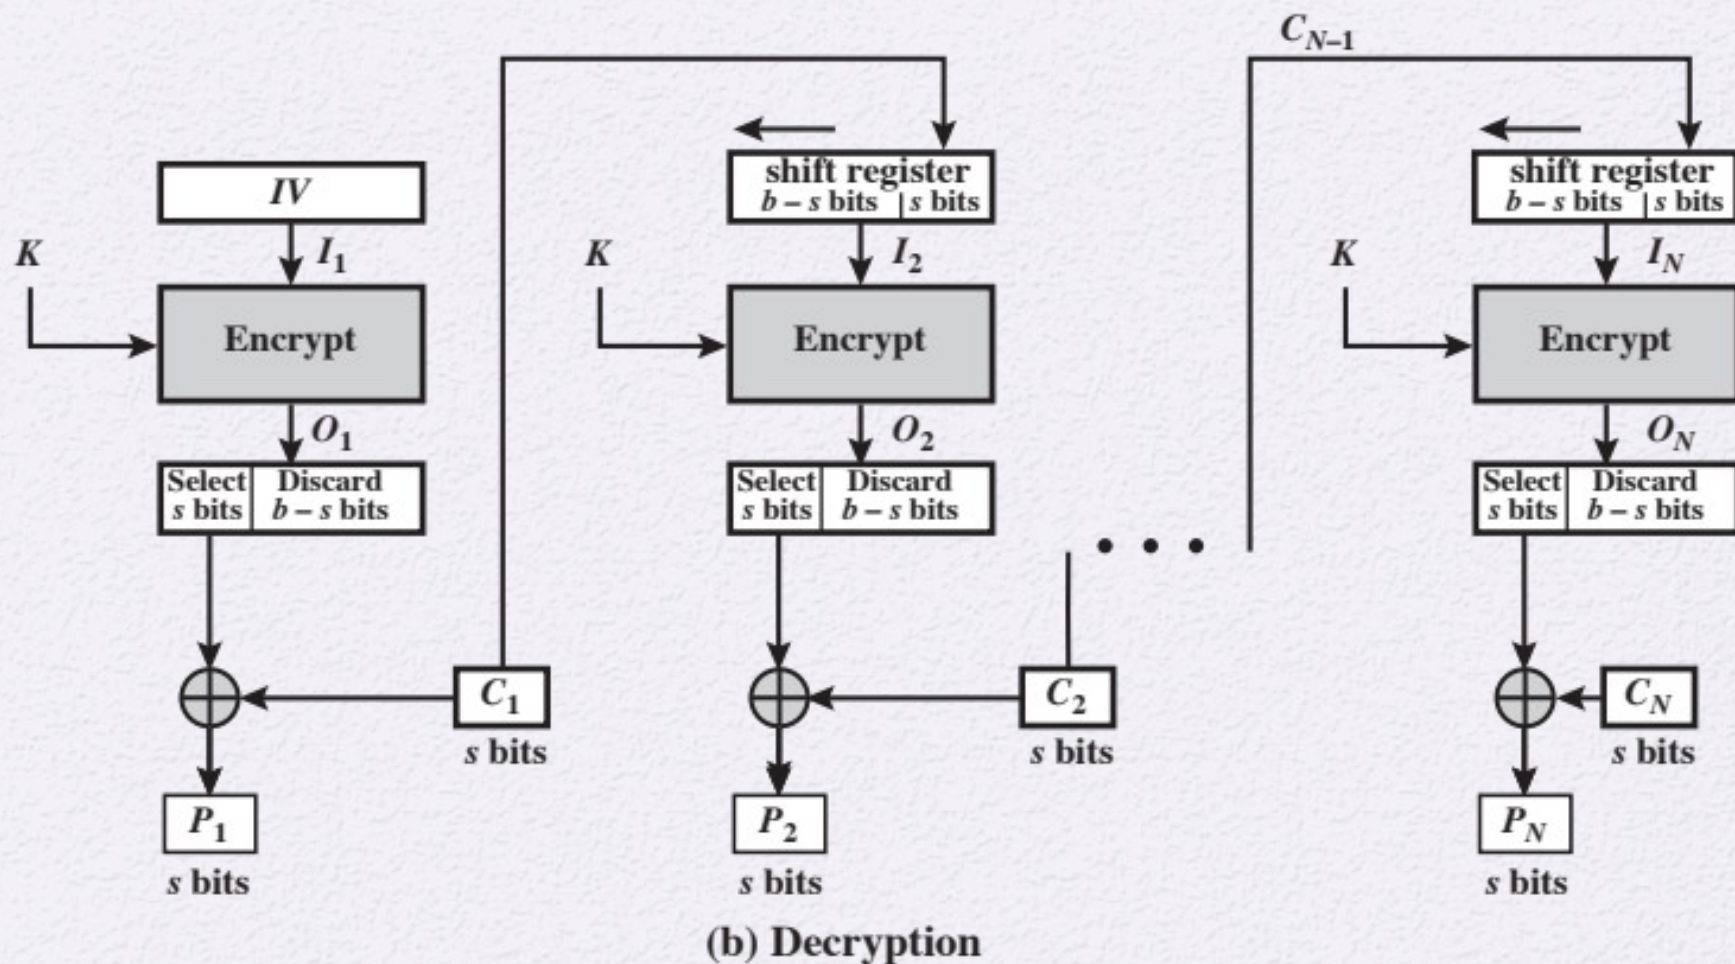 C_{N–1}
IV
shift register
b – s bits | s bits
shift register
b – s bits | s bits
K
I_1
K
I_2
K
I_N
Encrypt
Encrypt
Encrypt
O_1
O_2
O_N
Select
s bits
Discard
b – s bits
Select
s bits
Discard
b – s bits
Select
s bits
Discard
b – s bits
• • •
C_1
s bits
C_2
s bits
C_N
s bits
P_1
s bits
P_2
s bits
P_N
s bits
(b) Decryption